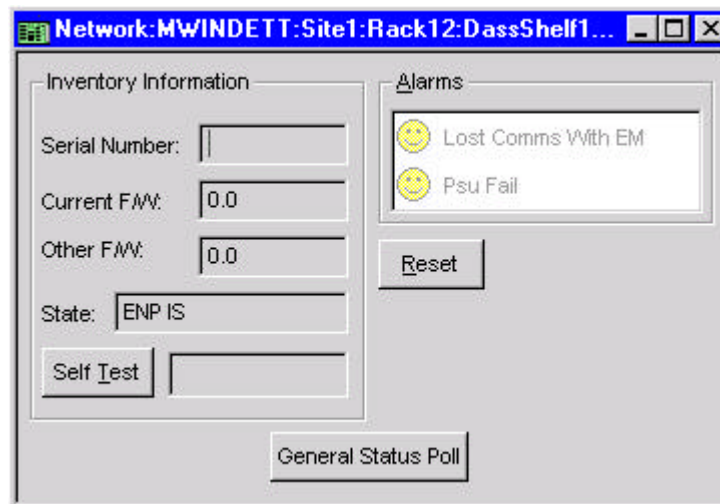 Network:MWINDETT:Site1:Rack12:DassShelf1...
Inventory Information
Serial Number:
Current F/W: 0.0
Other F/W: 0.0
State: ENP IS
Self Test
Alarms
Lost Comms With EM
Psu Fail
Reset
General Status Poll